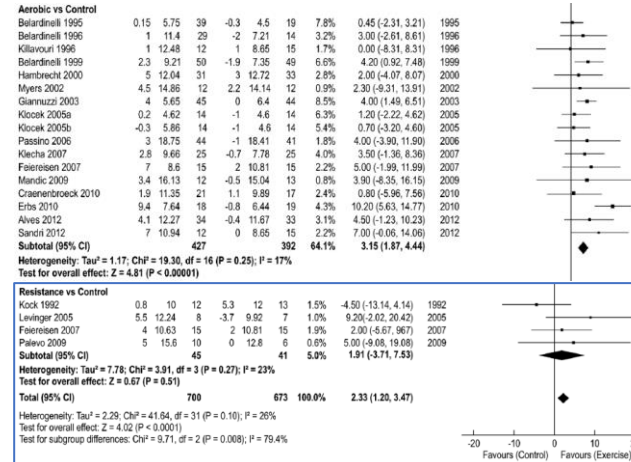 Aerobic vs Control
Belardinelli 1995 0.15 5.75 39 -0.3 4.5 19 7.8% 0.45 (-2.31, 3.21) 1995
Belardinelli 1996 1 11.4 29 -2 7.21 14 2.7% 3.00 (-2.61, 8.61) 1996
Killavouri 1996 1 12.48 12 1 8.65 15 1.5% 0.00 (-8.31, 8.31) 1996
Belardinelli 1999 2.3 9.21 50 -1.9 7.35 49 6.6% 4.20 (0.92, 7.48) 1999
Hambrecht 2000 5 12.04 31 3 12.72 33 2.6% 2.00 (-4.07, 8.07) 2000
Myers 2002 4.5 14.86 12 2.2 14.14 12 0.8% 2.30 (-9.31, 13.91) 2002
Giannuzzi 2003 4 5.65 45 0 6.4 44 8.5% 4.00 (1.49, 6.51) 2003
Klocek 2005a 0.2 4.62 14 -1 4.6 14 6.2% 1.20 (-2.22, 4.62) 2005
Klocek 2005b -0.3 5.86 14 -1 4.6 14 5.3% 0.70 (-3.20, 4.60) 2005
Passino 2006 3 18.75 44 -1 18.41 41 1.6% 4.00 (-3.90, 11.90) 2006
Klecha 2007 2.8 9.66 25 -0.7 7.78 25 3.5% 3.50 (-1.36, 8.36) 2007
Feiereisen 2007 7 8.6 15 2 10.81 15 2.0% 5.00 (-1.99, 11.99) 2007
Mandic 2009 3.4 16.13 12 -0.5 15.04 13 0.7% 3.90 (-8.35, 16.15) 2009
Craenenbroeck 2010 1.9 11.35 21 1.1 9.89 17 2.1% 0.80 (-5.96, 7.56) 2010
Erbs 2010 9.4 7.64 18 -0.8 6.44 19 4.0% 10.20 (5.63, 14.77) 2010
Alves 2012 4.1 12.27 34 -0.4 11.67 33 2.8% 4.50 (-1.23, 10.23) 2012
Sandri 2012 7 10.94 12 0 8.65 15 2.0% 7.00 (-0.06, 14.06) 2012
Subtotal (95% CI) 427 392 64.1% 3.15 (1.87, 4.44)
Heterogeneity: Tau² = 1.17; Chi² = 19.30, df = 16 (P = 0.25); I² = 17%
Test for overall effect: Z = 4.81 (P < 0.00001)
Resistance vs Control
Kock 1992 0.8 10 12 5.3 12 13 1.5% -4.50 (-13.14, 4.14) 1992
Levinger 2005 5.5 12.24 8 -3.7 9.92 7 0.9% 9.20(-2.02, 20.42) 2005
Feiereisen 2007 4 10.63 15 2 10.81 15 1.9% 2.00 (-5.67, 967) 2007
Palevo 2009 5 15.6 10 0 12.8 6 0.6% 5.00 (-9.08, 19.08) 2009
Subtotal (95% CI) 45 41 5.0% 1.91 (-3.71, 7.53)
Heterogeneity: Tau² = 7.78; Chi² = 3.91, df = 3 (P = 0.27); I² = 23%
Test for overall effect: Z = 0.67 (P = 0.51)
Total (95% CI) 700 673 100.0% 2.33 (1.20, 3.47)
Heterogeneity: Tau² = 2.29; Chi² = 41.64, df = 31 (P = 0.10); I² = 26%
Test for overall effect: Z = 4.02 (P < 0.0001)
Test for subgroup differences: Chi² = 9.71, df = 2 (P = 0.008); I² = 79.4%
-20 -10 0 10
Favours (Control) Favours (Exercise)